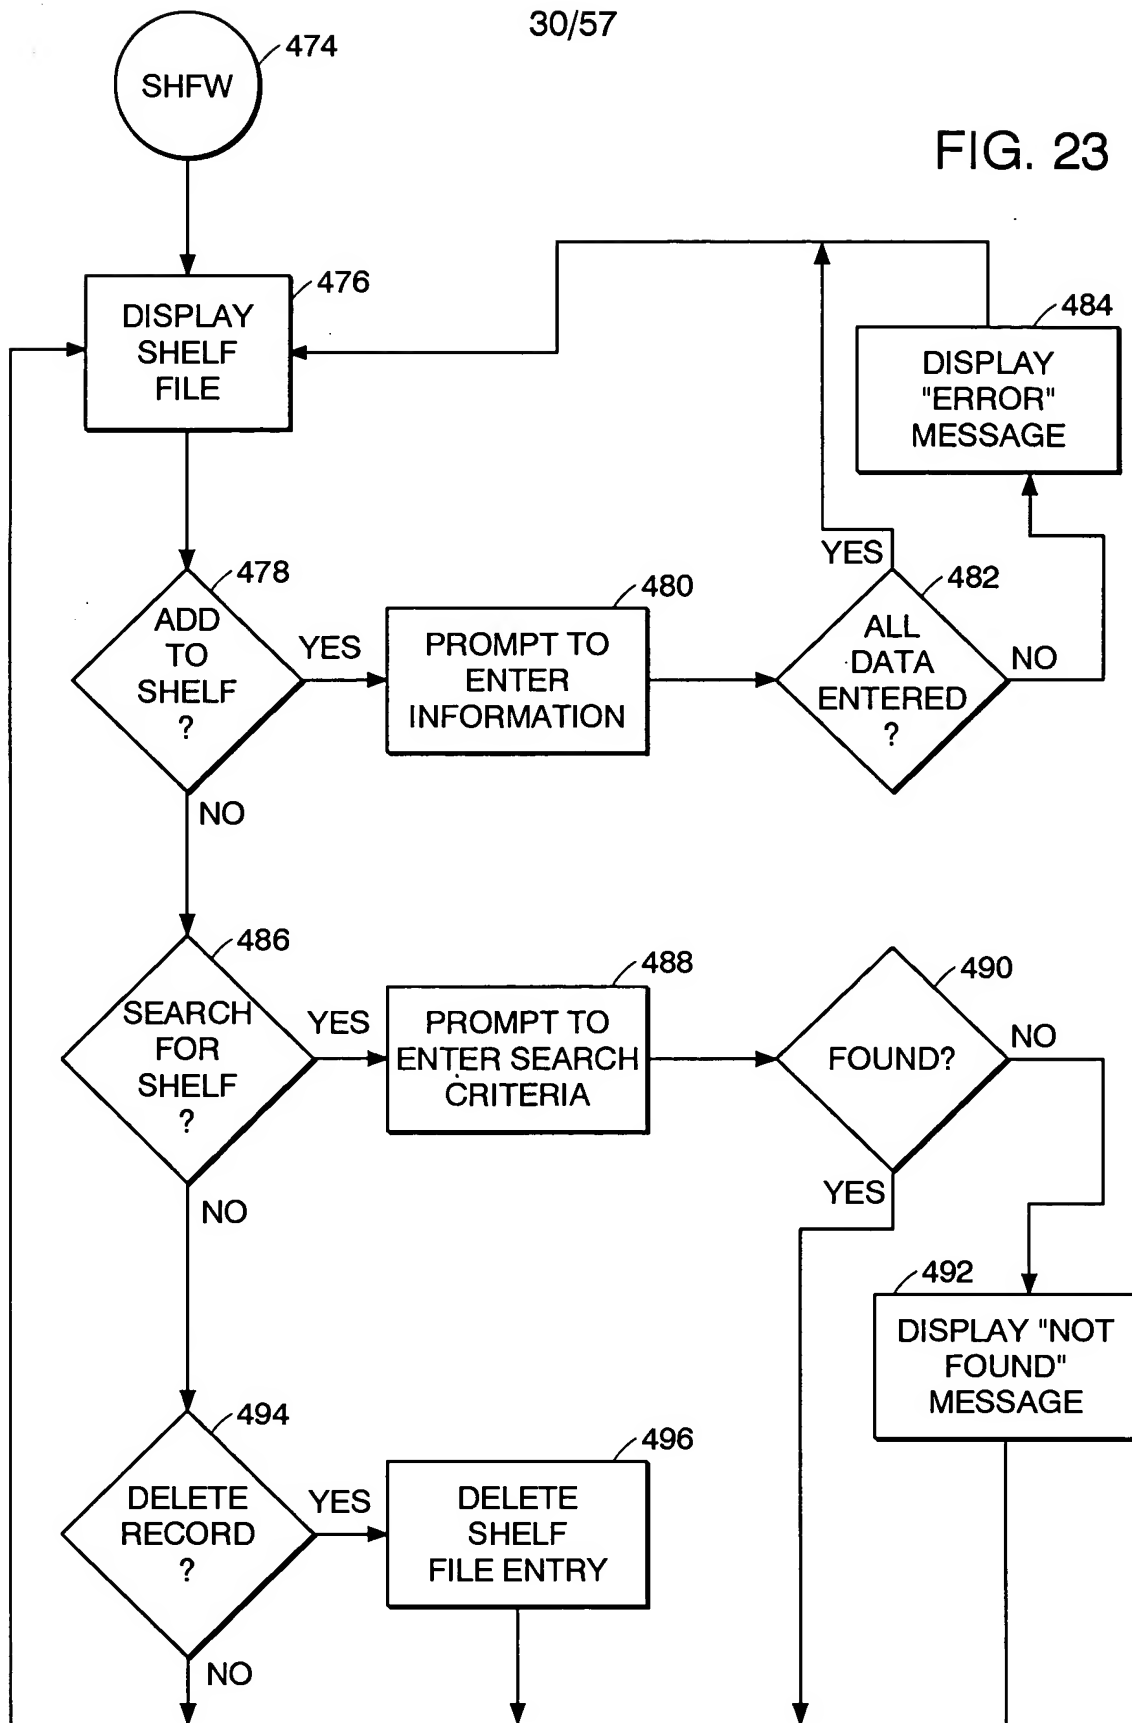 30/57
474
SHFW
FIG. 23
476
DISPLAY
SHELF
FILE
484
DISPLAY
"ERROR"
MESSAGE
YES
478
ADD
TO
SHELF
?
YES
480
PROMPT TO
ENTER
INFORMATION
482
ALL
DATA
ENTERED
?
NO
NO
486
SEARCH
FOR
SHELF
?
YES
488
PROMPT TO
ENTER SEARCH
CRITERIA
490
FOUND?
NO
YES
NO
492
DISPLAY "NOT
FOUND"
MESSAGE
494
DELETE
RECORD
?
YES
496
DELETE
SHELF
FILE ENTRY
NO